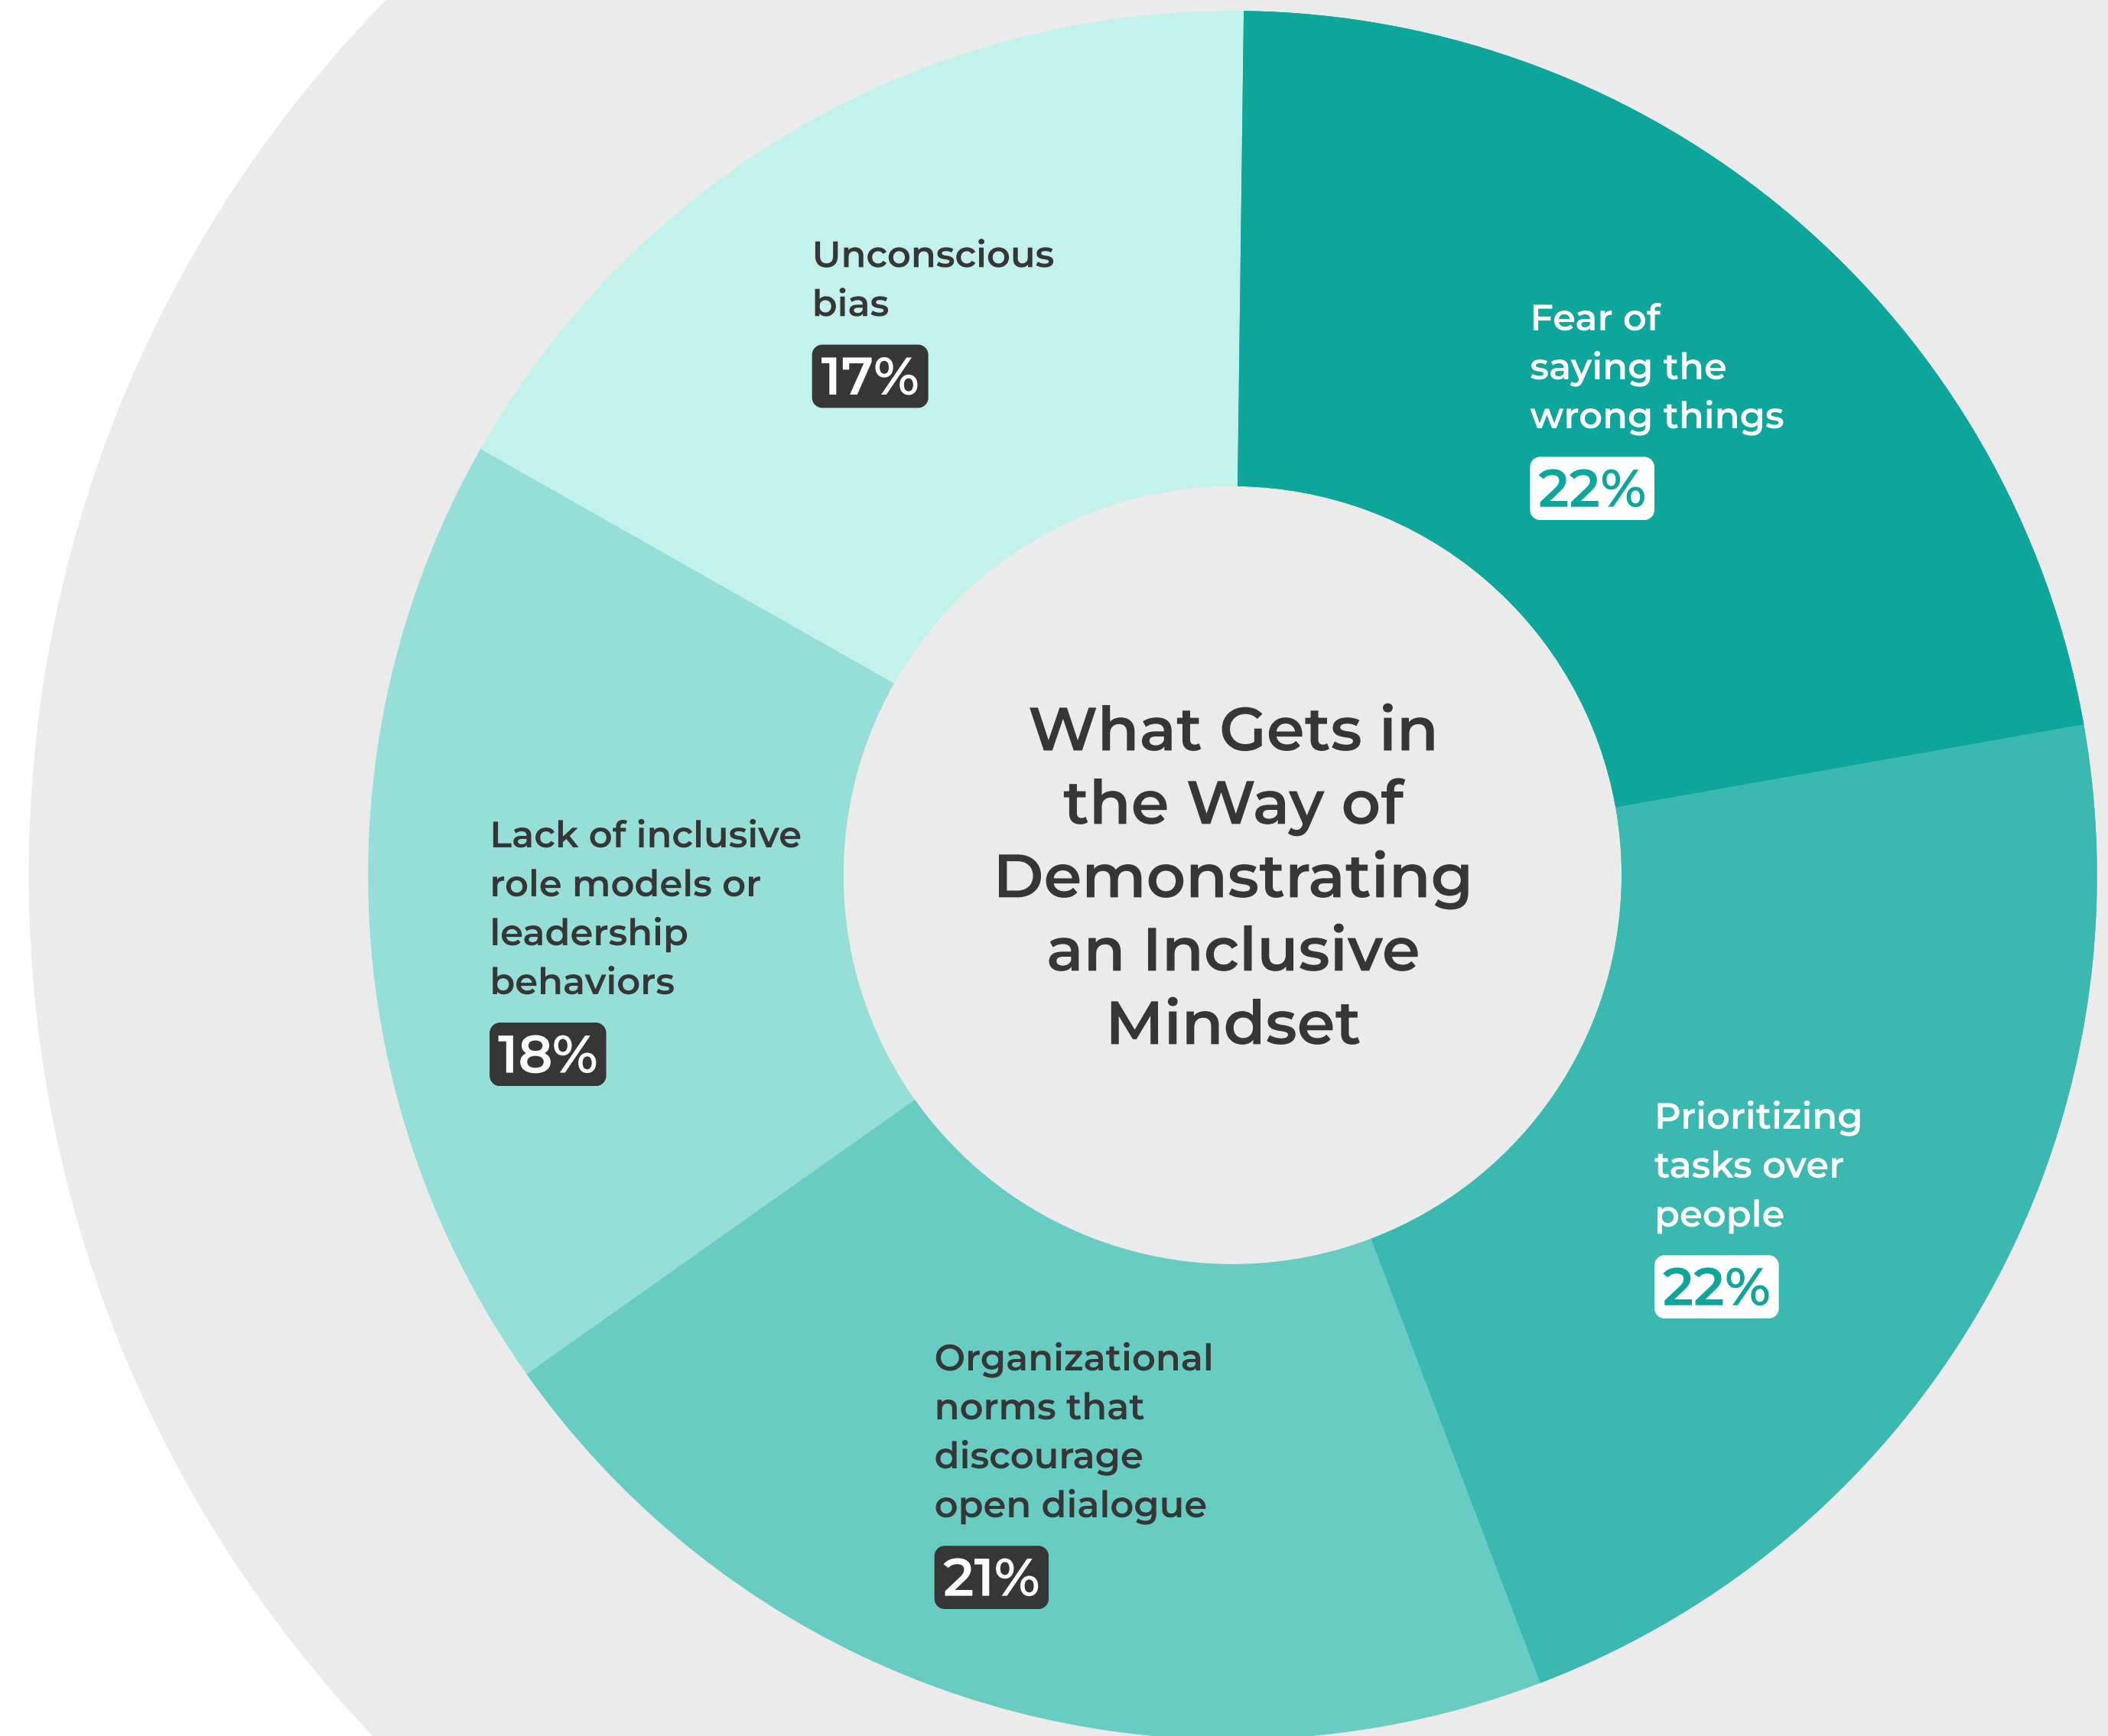 What Gets in
the Way of
Demonstrating
an Inclusive
Mindset
Fear of
saying the
wrong things
22%
Prioritizing
tasks over
people
22%
Organizational
norms that
discourage
open dialogue
21%
Lack of inclusive
role models or
leadership
behaviors
18%
Unconscious
bias
17%